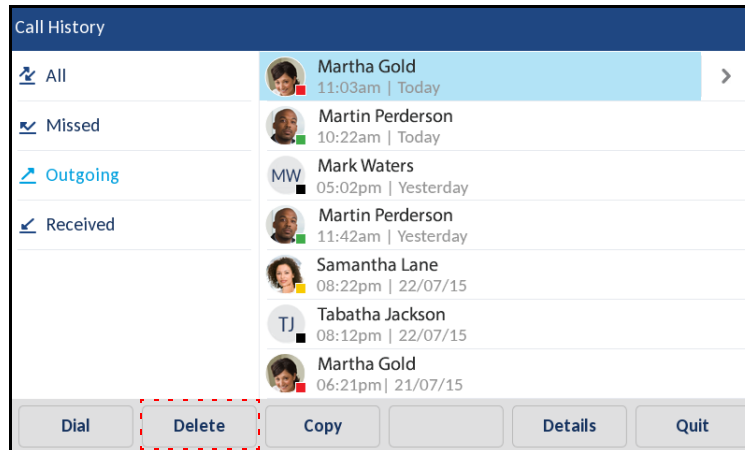 Call History
All
Missed
Outgoing
Received
Martha Gold
11:03am | Today
Martin Perderson
10:22am | Today
MW
Mark Waters
05:02pm | Yesterday
Martin Perderson
11:42am | Yesterday
Samantha Lane
08:22pm | 22/07/15
TJ
Tabatha Jackson
08:12pm | 22/07/15
Martha Gold
06:21pm| 21/07/15
Dial Delete Copy Details Quit